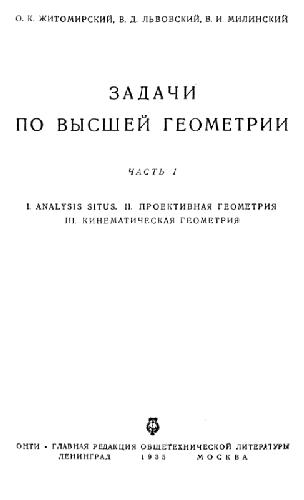 О. К. ЖИТОМИРСКИЙ, В. Д. ЛЬВОВСКИЙ, В. И. МИЛИНСКИЙ
ЗАДАЧИ
ПО ВЫСШЕЙ ГЕОМЕТРИИ
ЧАСТЬ I
I. ANALYSIS SITUS. II. ПРОЕКТИВНАЯ ГЕОМЕТРИЯ
III. КИНЕМАТИЧЕСКАЯ ГЕОМЕТРИЯ
ОНТИ • ГЛАВНАЯ РЕДАКЦИЯ ОБЩЕТЕХНИЧЕСКОЙ ЛИТЕРАТУРЫ
ЛЕНИНГРАД 1935 МОСКВА